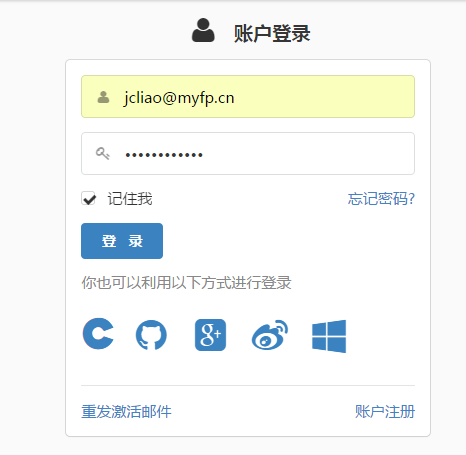 账户登录
jcliao@myfp.cn
••••••••••••
记住我 忘记密码?
登 录
你也可以利用以下方式进行登录
g+
重发激活邮件 账户注册